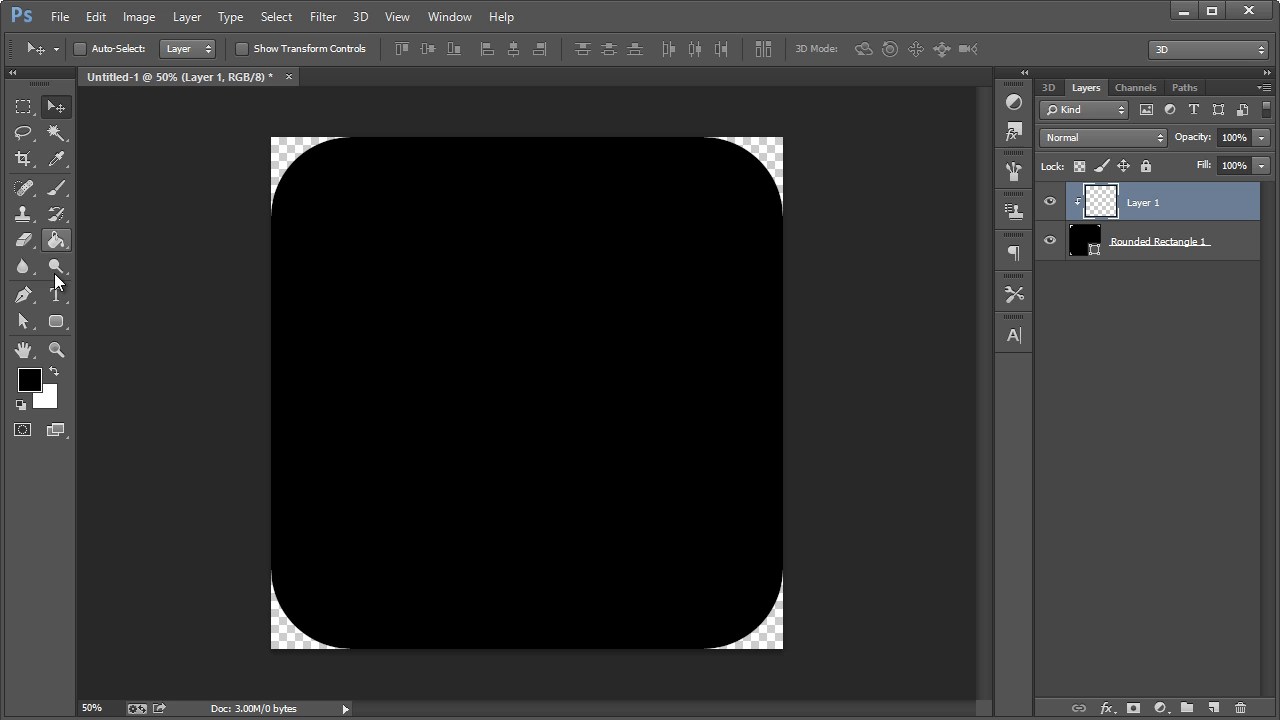 Ps File Edit Image Layer Type Select Filter 3D View Window Help
Auto-Select: Layer Show Transform Controls 3D Mode: 3D
Untitled-1 @ 50% (Layer 1, RGB/8) * ×
3D Layers Channels Paths
Kind
Normal Opacity: 100%
Lock: Fill: 100%
Layer 1
Rounded Rectangle 1
50% Doc: 3.00M/0 bytes